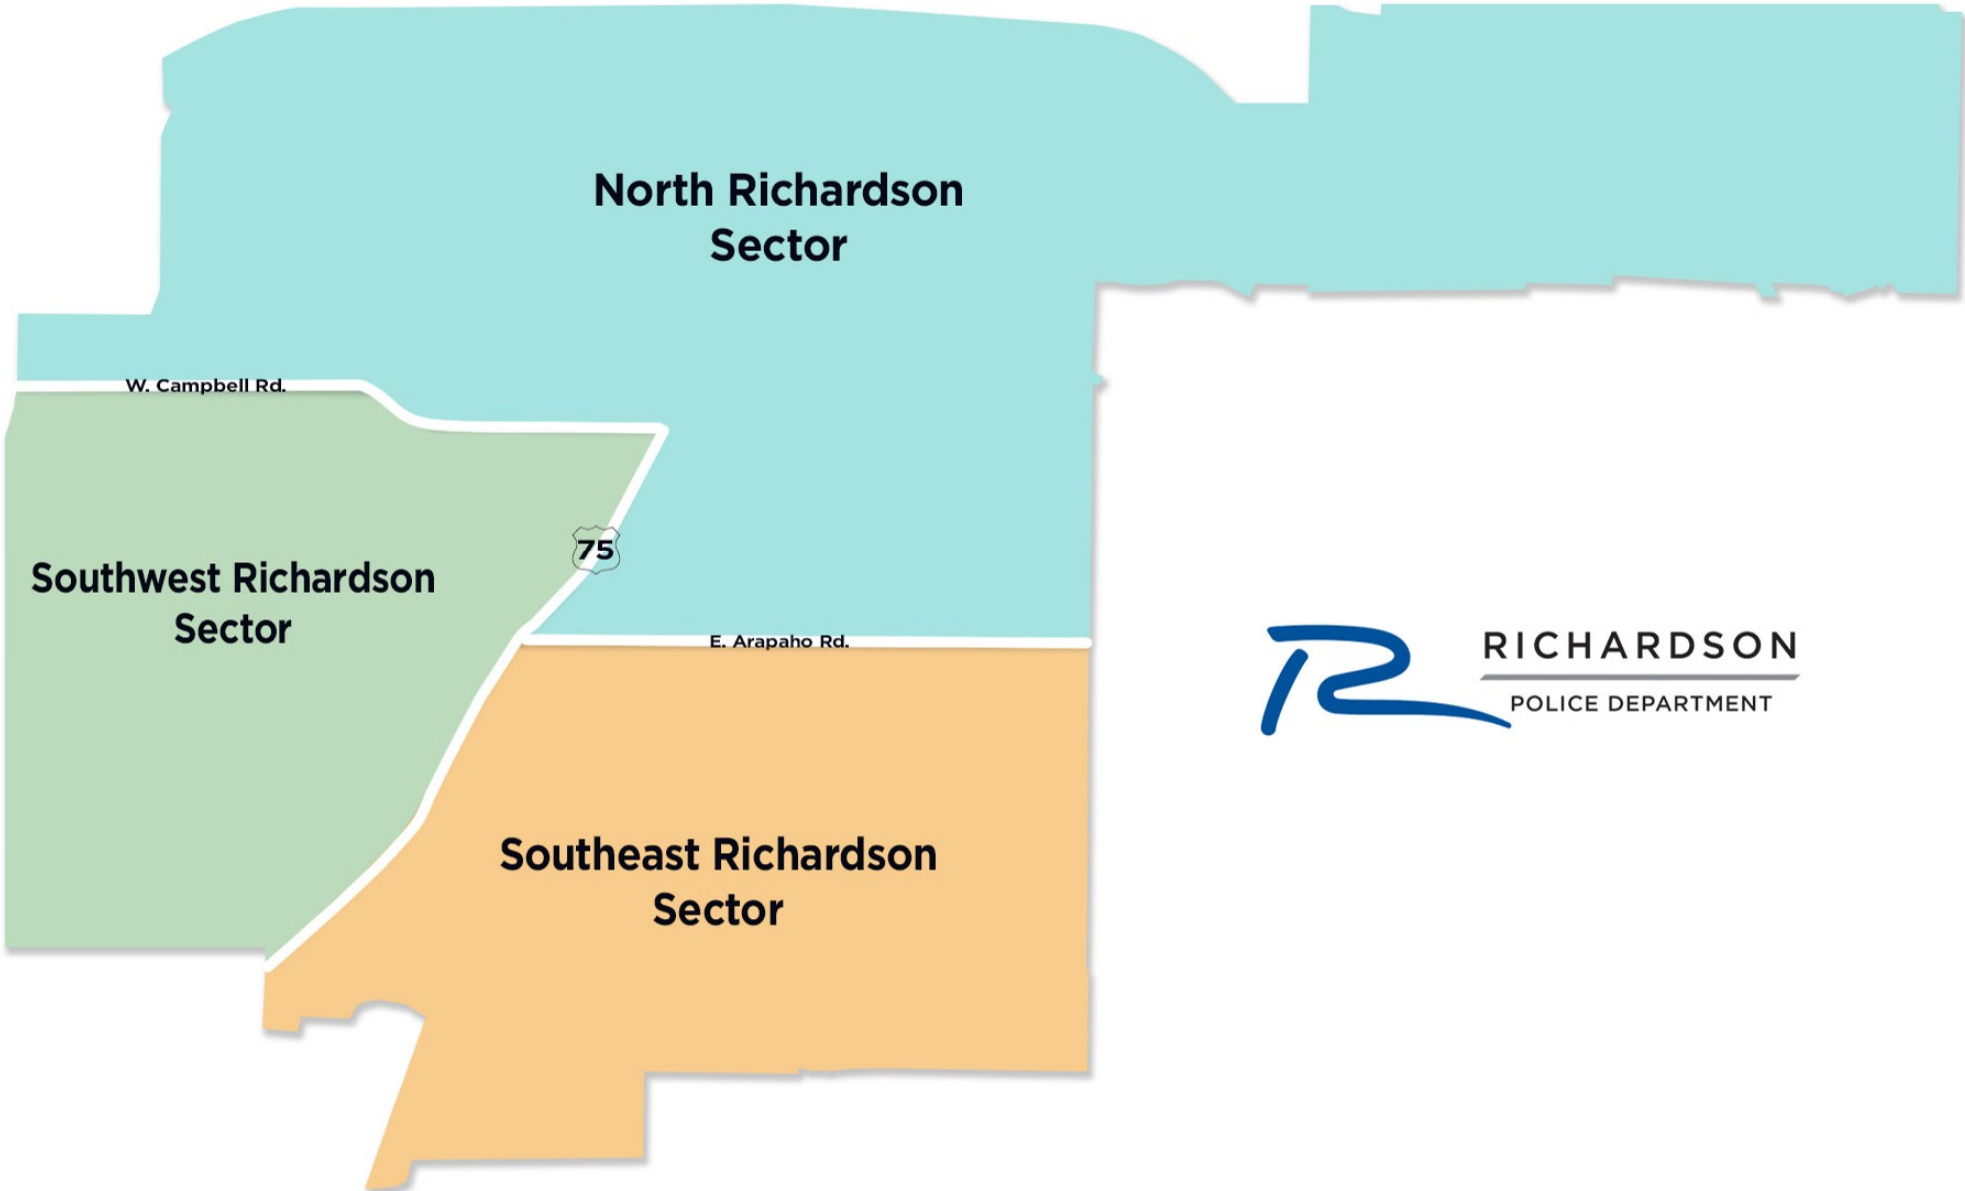 North Richardson
Sector
W. Campbell Rd.
75
Southwest Richardson
Sector
E. Arapaho Rd.
RICHARDSON
POLICE DEPARTMENT
Southeast Richardson
Sector